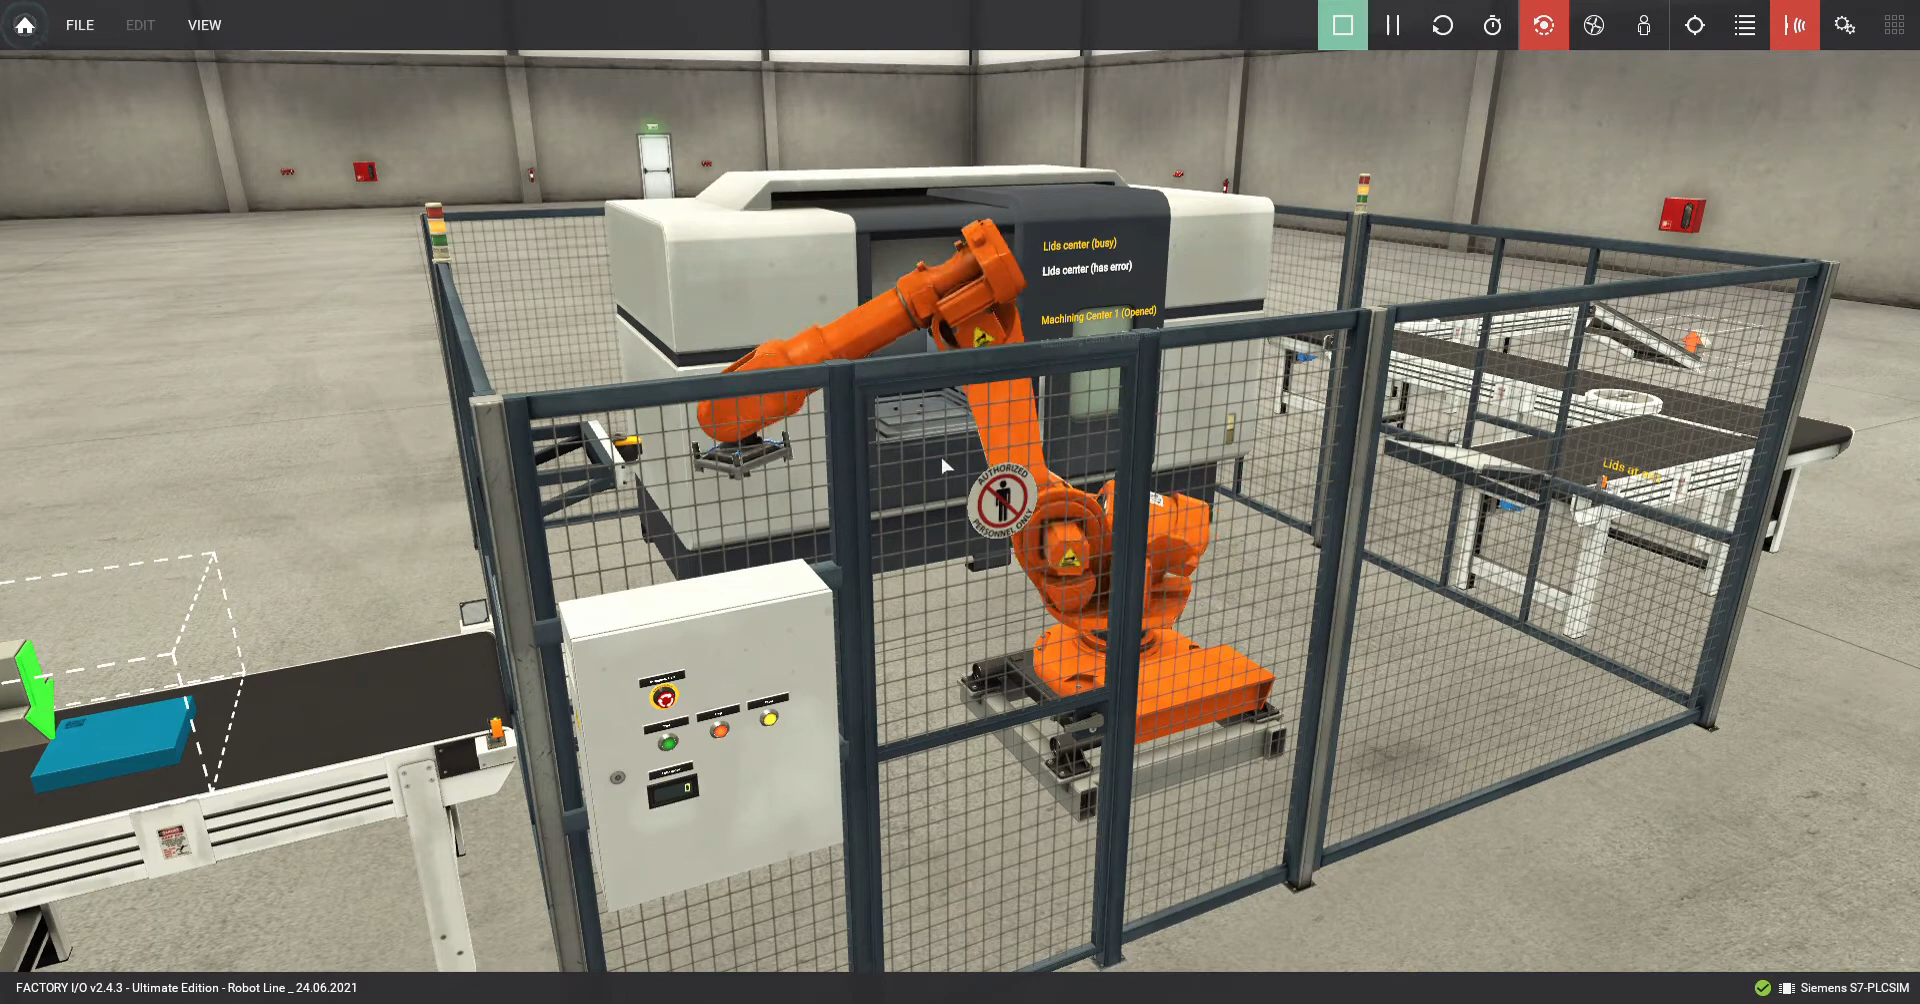 FILE
EDIT
VIEW
Lids center (busy)
Lids center (has error)
Machining Center 1 (Opened)
AUTHORIZED
PERSONNEL ONLY
Lids at
0
FACTORY I/O v2.4.3 - Ultimate Edition - Robot Line _ 24.06.2021
Siemens S7-PLCSIM